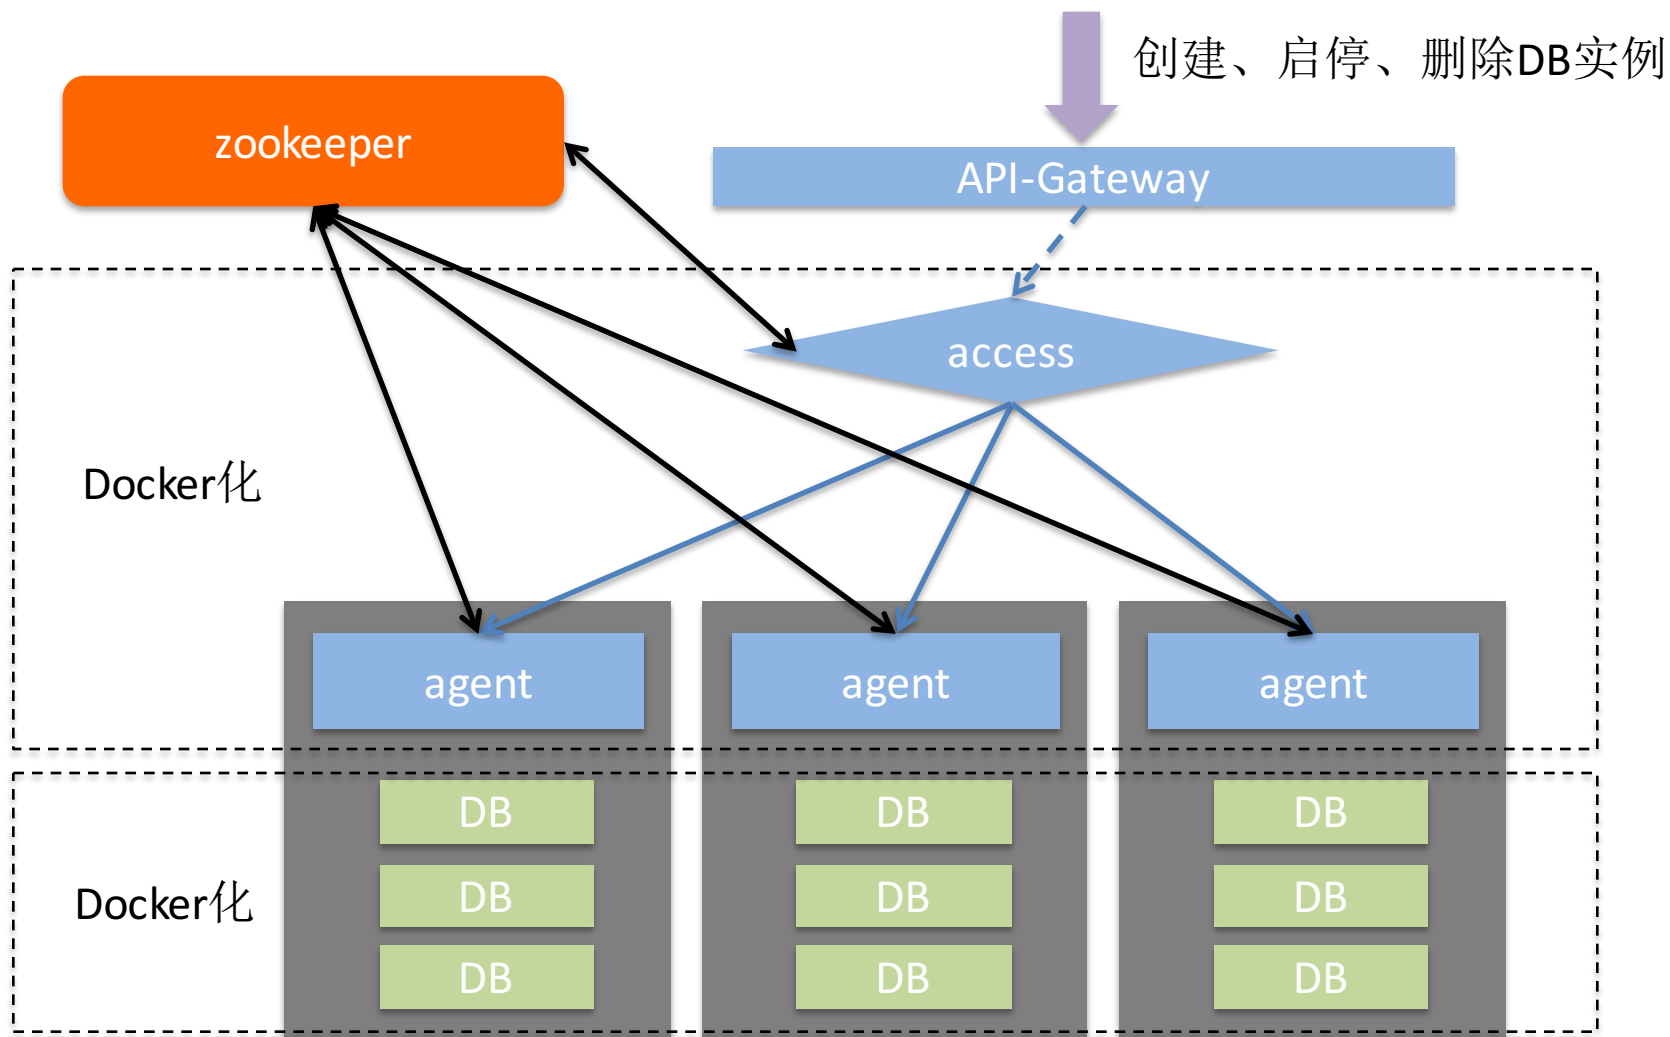 创建、启停、删除DB实例
zookeeper
API-Gateway
access
Docker化
agent
agent
agent
DB
DB
DB
Docker化
DB
DB
DB
DB
DB
DB